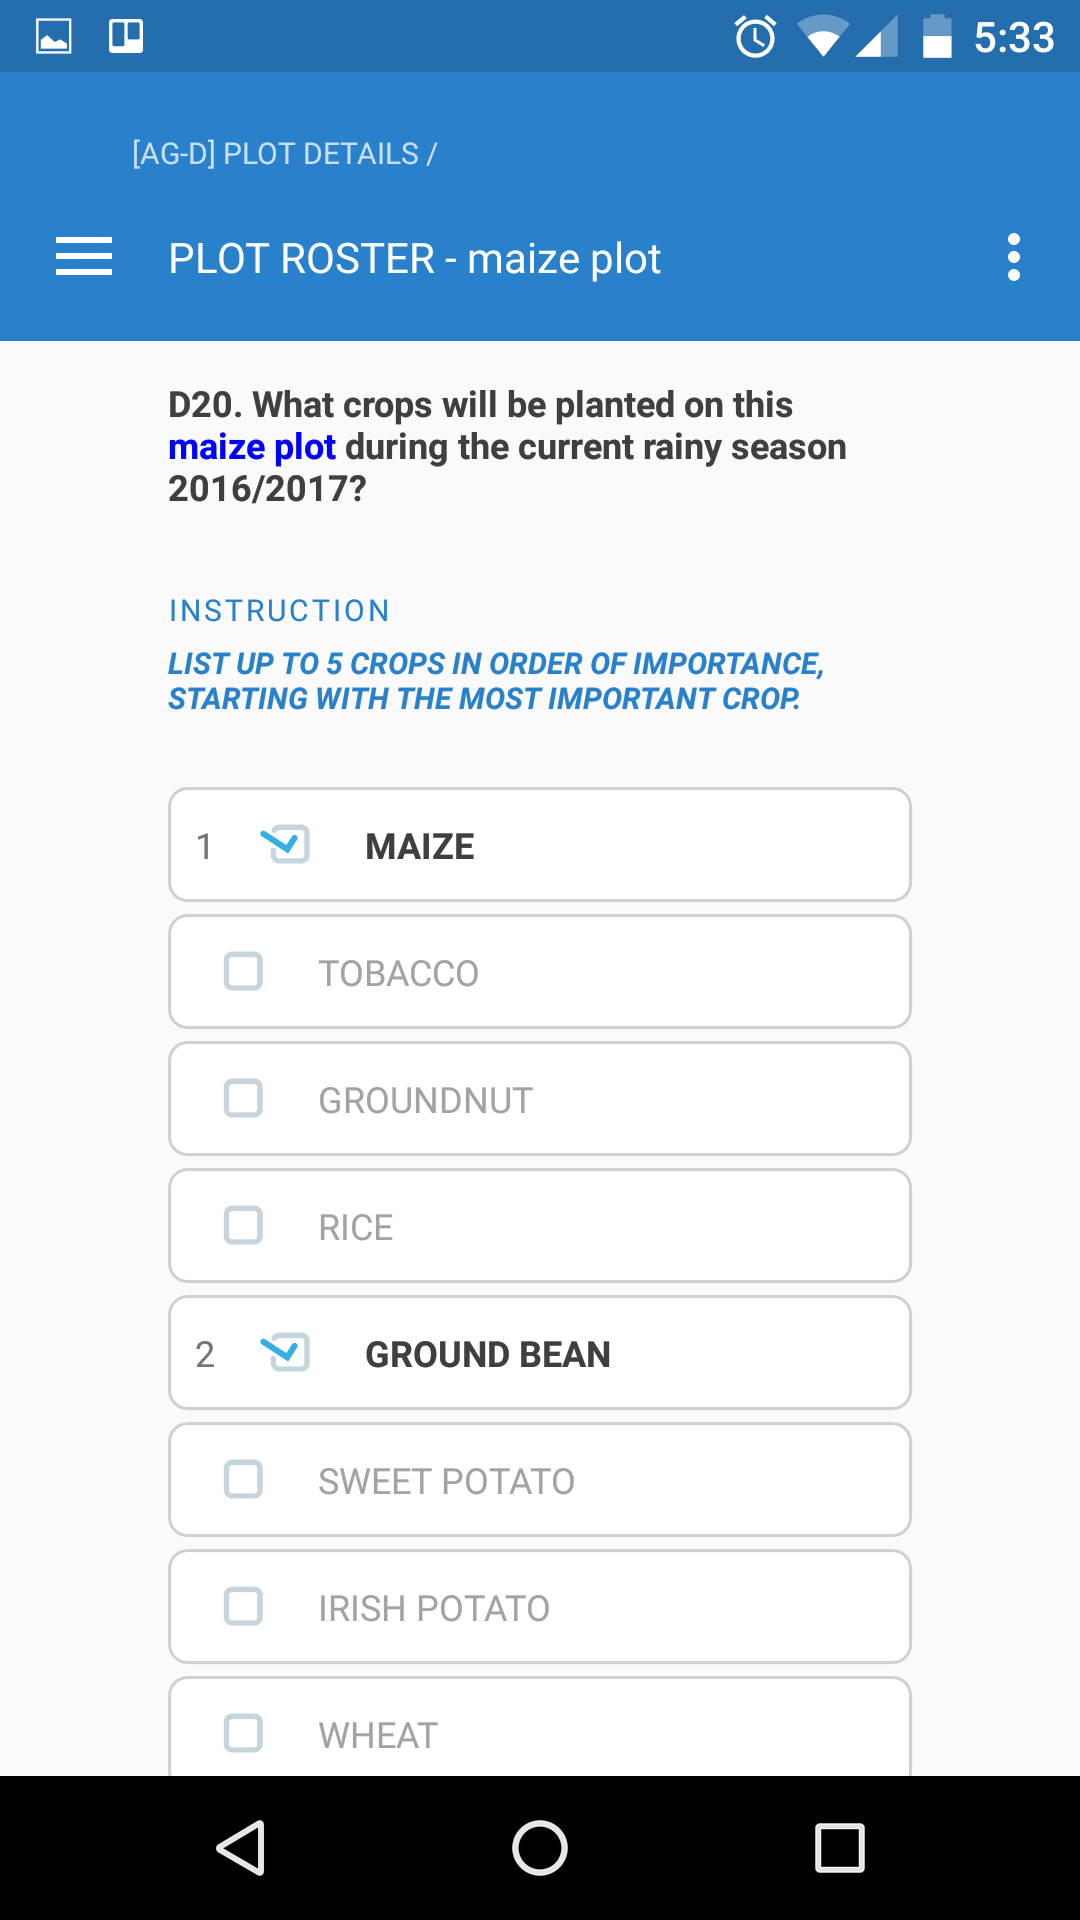 5:33
[AG-D] PLOT DETAILS /
PLOT ROSTER - maize plot
D20. What crops will be planted on this
maize plot during the current rainy season
2016/2017?
INSTRUCTION
LIST UP TO 5 CROPS IN ORDER OF IMPORTANCE,
STARTING WITH THE MOST IMPORTANT CROP.
1 MAIZE
TOBACCO
GROUNDNUT
RICE
2 GROUND BEAN
SWEET POTATO
IRISH POTATO
WHEAT